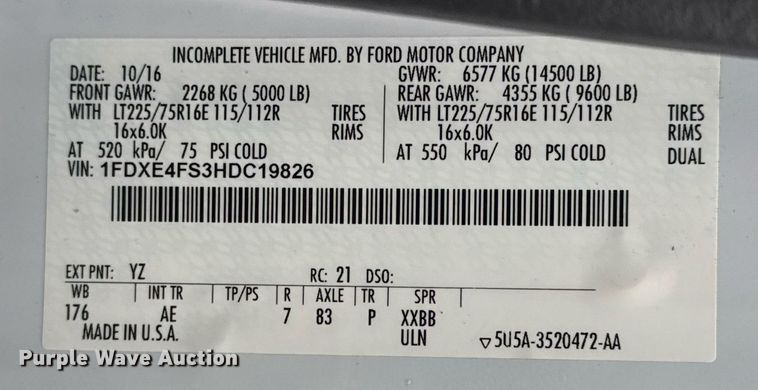 INCOMPLETE VEHICLE MFD. BY FORD MOTOR COMPANY
DATE: 10/16 GVWR: 6577 KG (14500 LB)
FRONT GAWR: 2268 KG ( 5000 LB) REAR GAWR: 4355 KG ( 9600 LB)
WITH LT225/75R16E 115/112R TIRES WITH LT225/75R16E 115/112R TIRES
16x6.0K RIMS 16x6.0K RIMS
AT 520 kPa/ 75 PSI COLD AT 550 kPa/ 80 PSI COLD DUAL
VIN: 1FDXE4FS3HDC19826
EXT PNT: YZ RC: 21 DSO:
WB INT TR TP/PS R AXLE TR SPR
176 AE 7 83 P XXBB
MADE IN U.S.A. ULN ▽5U5A-3520472-AA
Purple Wave Auction